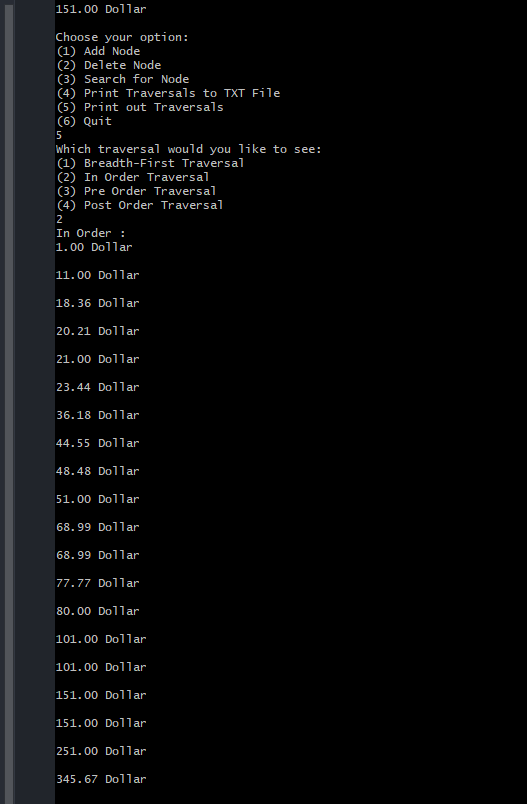 151.00 Dollar
Choose your option:
(1) Add Node
(2) Delete Node
(3) Search for Node
(4) Print Traversals to TXT File
(5) Print out Traversals
(6) Quit
5
Which traversal would you like to see:
(1) Breadth-First Traversal
(2) In Order Traversal
(3) Pre Order Traversal
(4) Post Order Traversal
2
In Order :
1.00 Dollar
11.00 Dollar
18.36 Dollar
20.21 Dollar
21.00 Dollar
23.44 Dollar
36.18 Dollar
44.55 Dollar
48.48 Dollar
51.00 Dollar
68.99 Dollar
68.99 Dollar
77.77 Dollar
80.00 Dollar
101.00 Dollar
101.00 Dollar
151.00 Dollar
151.00 Dollar
251.00 Dollar
345.67 Dollar